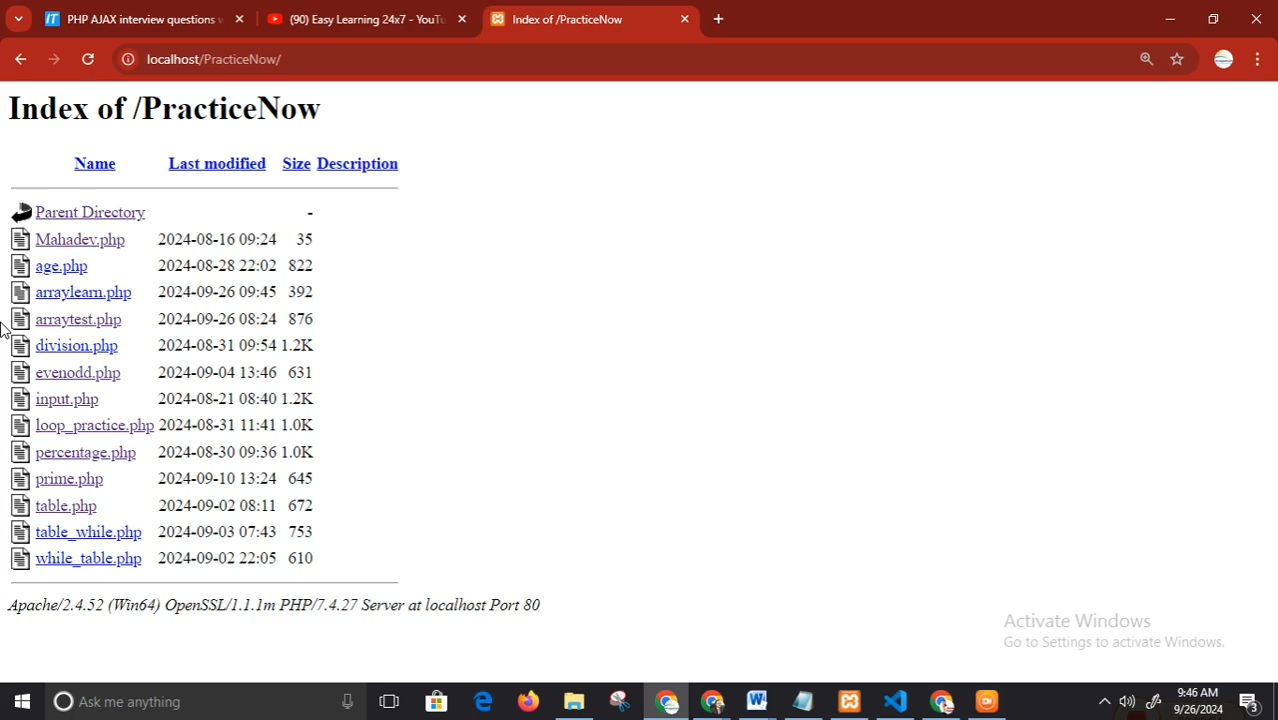 PHP AJAX interview questions w
(90) Easy Learning 24x7 - YouTu
Index of /PracticeNow
localhost/PracticeNow/
Index of /PracticeNow
Name Last modified Size Description
Parent Directory -
Mahadev.php 2024-08-16 09:24 35
age.php 2024-08-28 22:02 822
arraylearn.php 2024-09-26 09:45 392
arraytest.php 2024-09-26 08:24 876
division.php 2024-08-31 09:54 1.2K
evenodd.php 2024-09-04 13:46 631
input.php 2024-08-21 08:40 1.2K
loop_practice.php 2024-08-31 11:41 1.0K
percentage.php 2024-08-30 09:36 1.0K
prime.php 2024-09-10 13:24 645
table.php 2024-09-02 08:11 672
table_while.php 2024-09-03 07:43 753
while_table.php 2024-09-02 22:05 610
Apache/2.4.52 (Win64) OpenSSL/1.1.1m PHP/7.4.27 Server at localhost Port 80
Activate Windows
Go to Settings to activate Windows.
Ask me anything
9:46 AM
9/26/2024
3